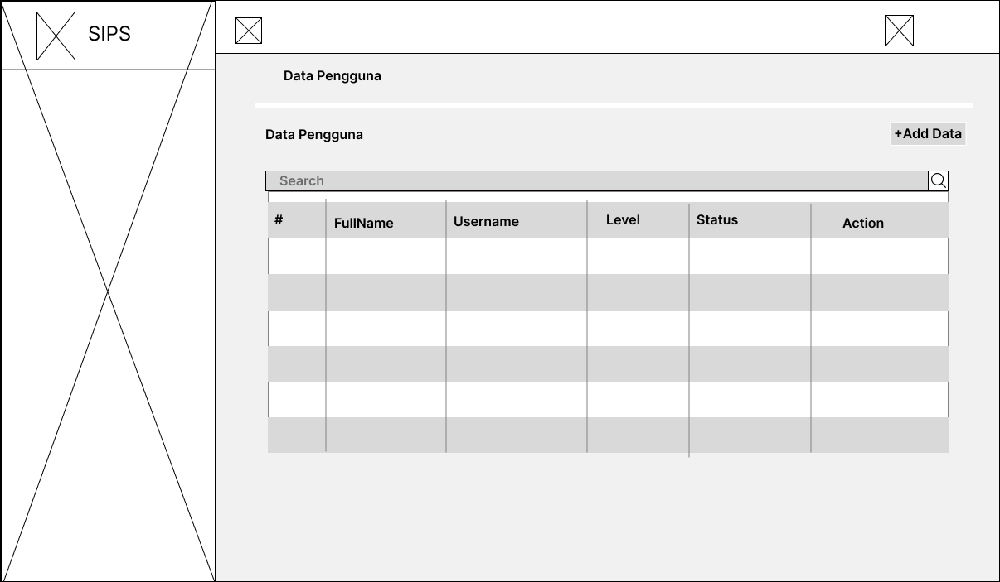 SIPS
Data Pengguna
Data Pengguna
+Add Data
Search
# FullName Username Level Status Action